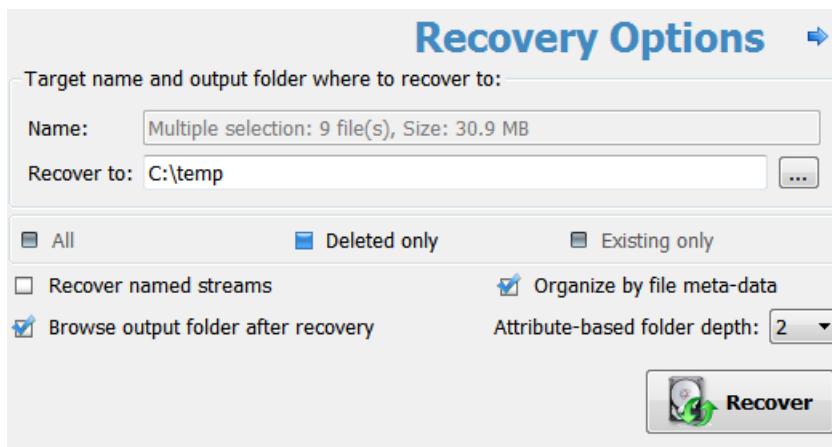 Recovery Options
Target name and output folder where to recover to:
Name: Multiple selection: 9 file(s), Size: 30.9 MB
Recover to: C:\temp ...
All Deleted only Existing only
Recover named streams Organize by file meta-data
Browse output folder after recovery Attribute-based folder depth: 2
Recover